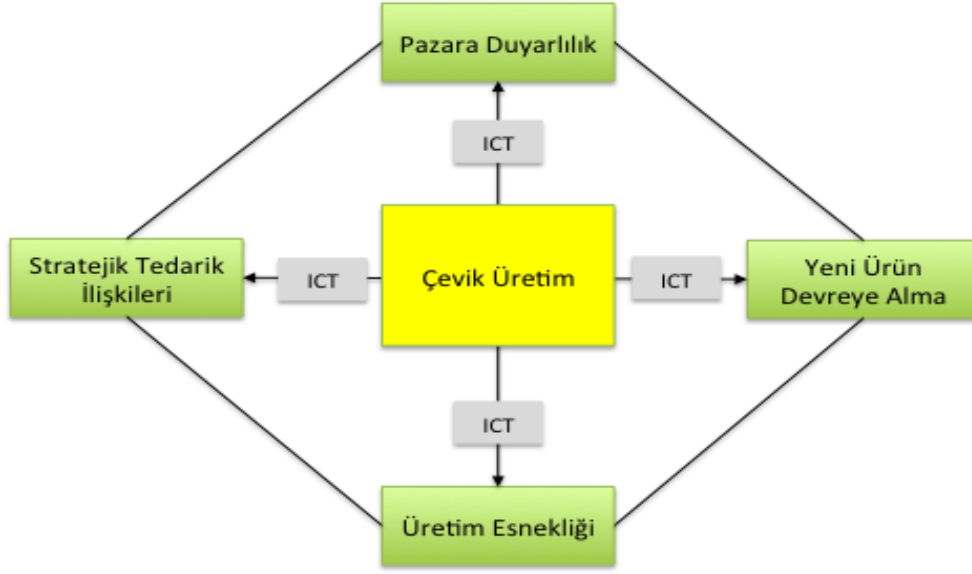 Pazara Duyarlılık
ICT
Stratejik Tedarik
İlişkileri
ICT
Çevik Üretim
ICT
Yeni Ürün
Devreye Alma
ICT
Üretim Esnekliği